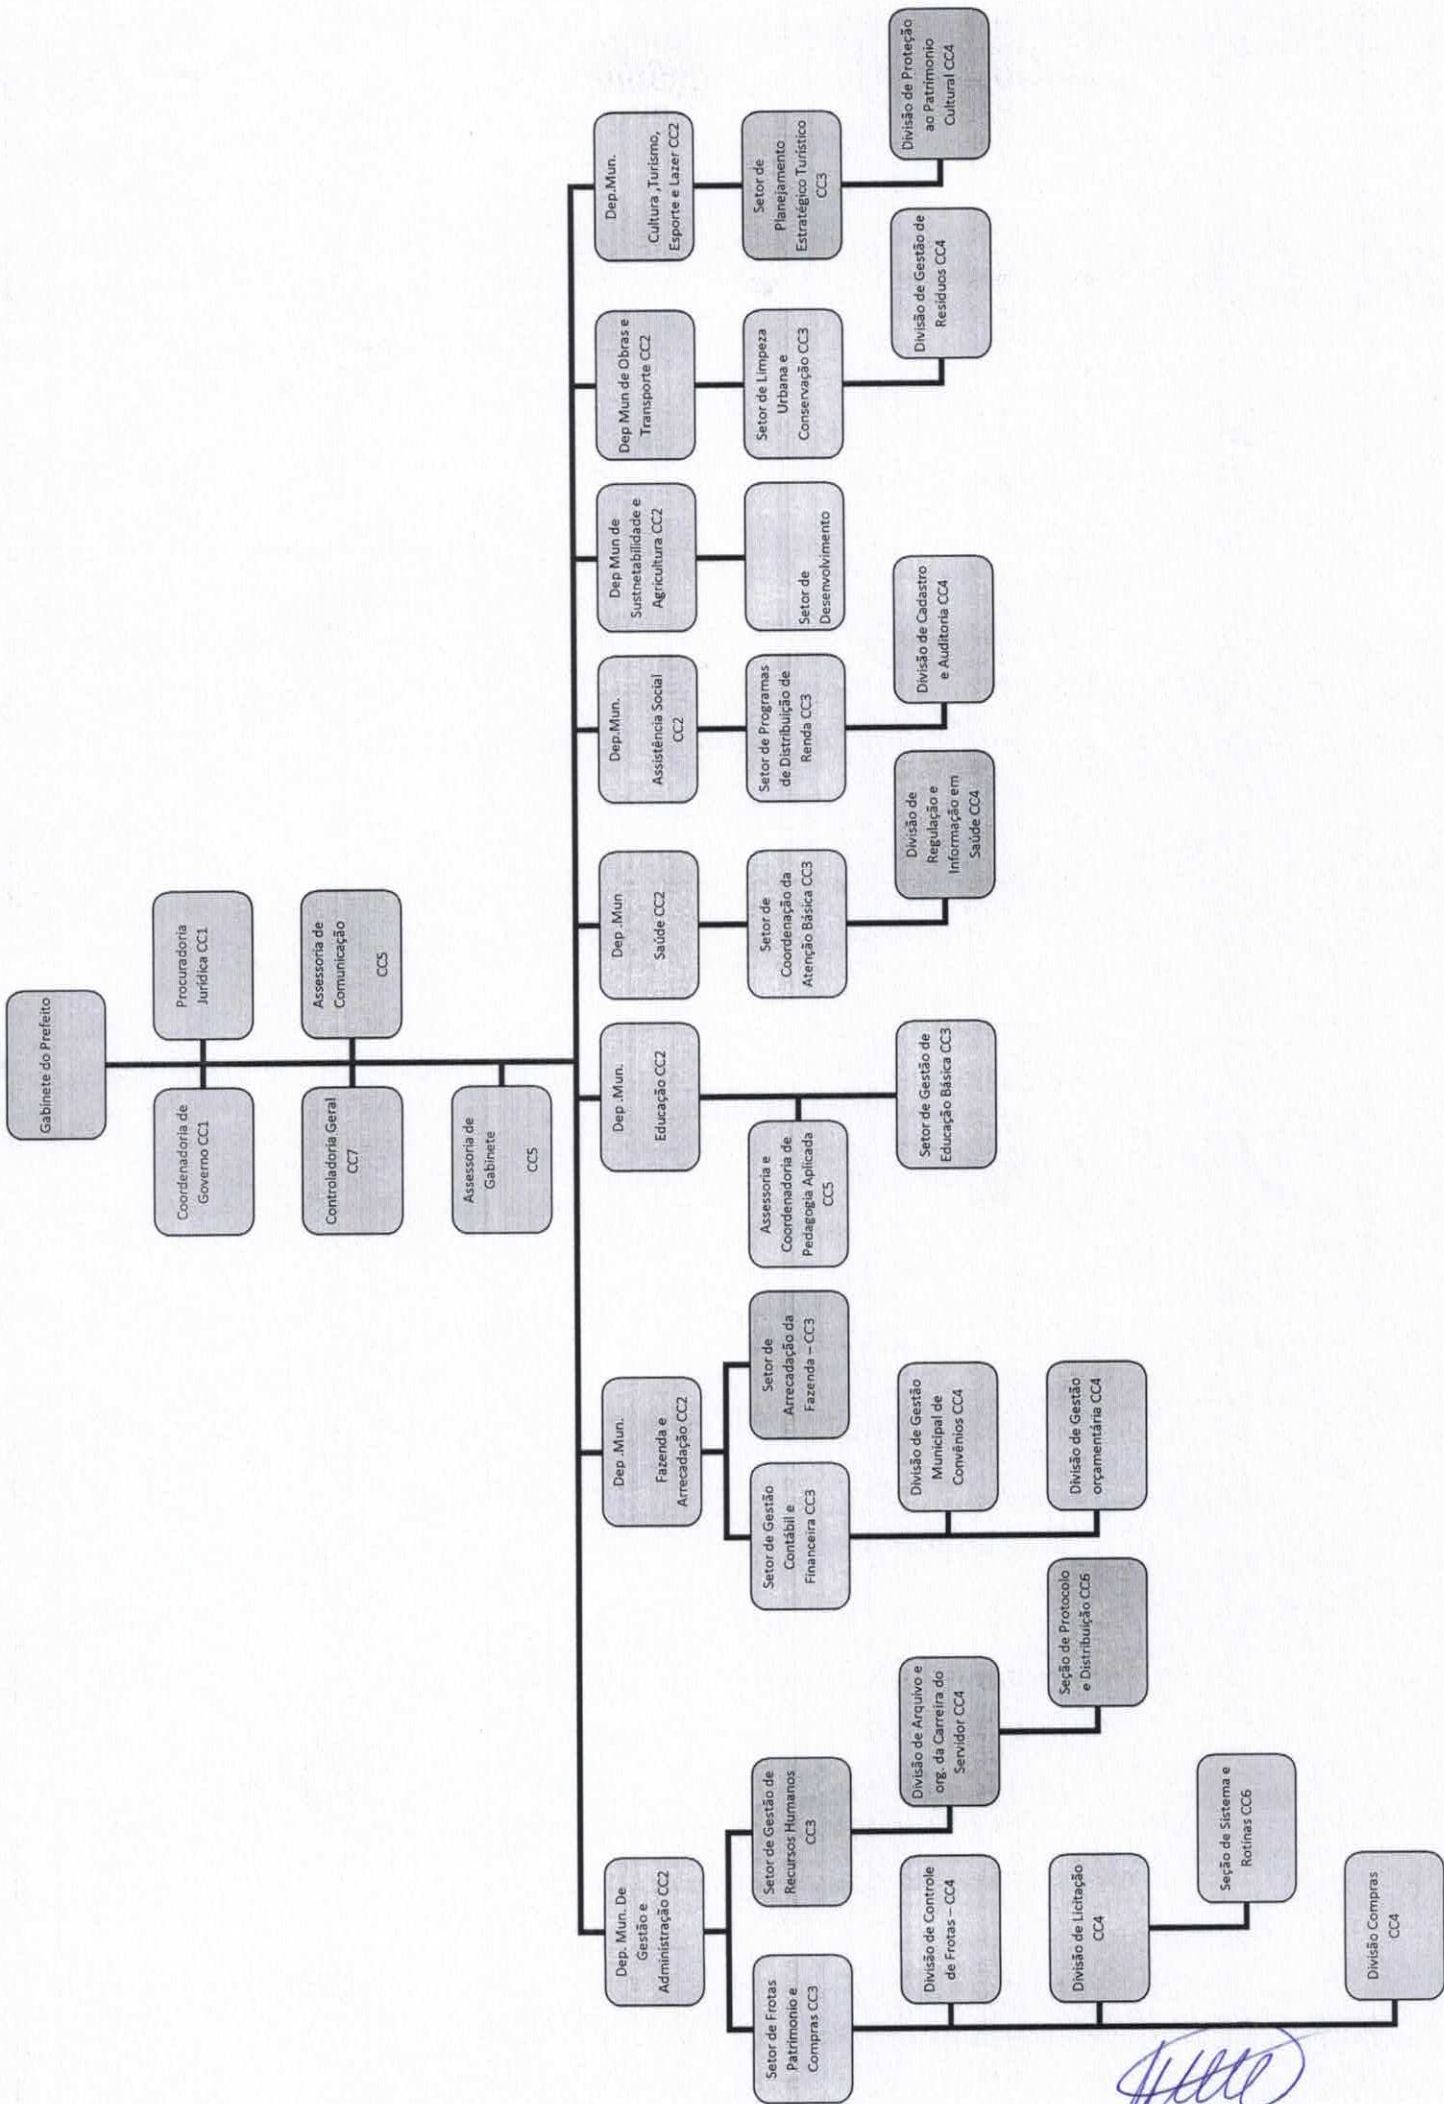 Gabinete do Prefeito
Coordenadoria de
Governo CC1
Procuradoria
Jurídica CC1
Controladoria Geral
CC7
Assessoria de
Comunicação
CC5
Assessoria de
Gabinete
CC5
Dep. Mun. De
Gestão e
Administração CC2
Dep .Mun.
Fazenda e
Arrecadação CC2
Dep .Mun.
Educação CC2
Dep .Mun
Saúde CC2
Dep.Mun.
Assistência Social
CC2
Dep Mun de
Sustnetabilidade e
Agricultura CC2
Dep Mun de Obras e
Transporte CC2
Dep.Mun.
Cultura ,Turismo,
Esporte e Lazer CC2
Setor de Frotas
Patrimonio e
Compras CC3
Setor de Gestão de
Recursos Humanos
CC3
Setor de Gestão
Contábil e
Financeira CC3
Setor de
Arrecadação da
Fazenda – CC3
Assessoria e
Coordenadoria de
Pedagogia Aplicada
CC5
Setor de
Coordenação da
Atenção Básica CC3
Setor de Programas
de Distribuição de
Renda CC3
Setor de
Desenvolvimento
Setor de Limpeza
Urbana e
Conservação CC3
Setor de
Planejamento
Estratégico Turístico
CC3
Divisão de Controle
de Frotas – CC4
Divisão de Arquivo e
org. da Carreira do
Servidor CC4
Divisão de Gestão
Municipal de
Convênios CC4
Setor de Gestão de
Educação Básica CC3
Divisão de
Regulação e
Informação em
Saúde CC4
Divisão de Cadastro
e Auditoria CC4
Divisão de Gestão de
Resíduos CC4
Divisão de Proteção
ao Patrimonio
Cultural CC4
Divisão de Licitação
CC4
Seção de Protocolo
e Distribuição CC6
Divisão de Gestão
orçamentária CC4
Seção de Sistema e
Rotinas CC6
Divisão Compras
CC4